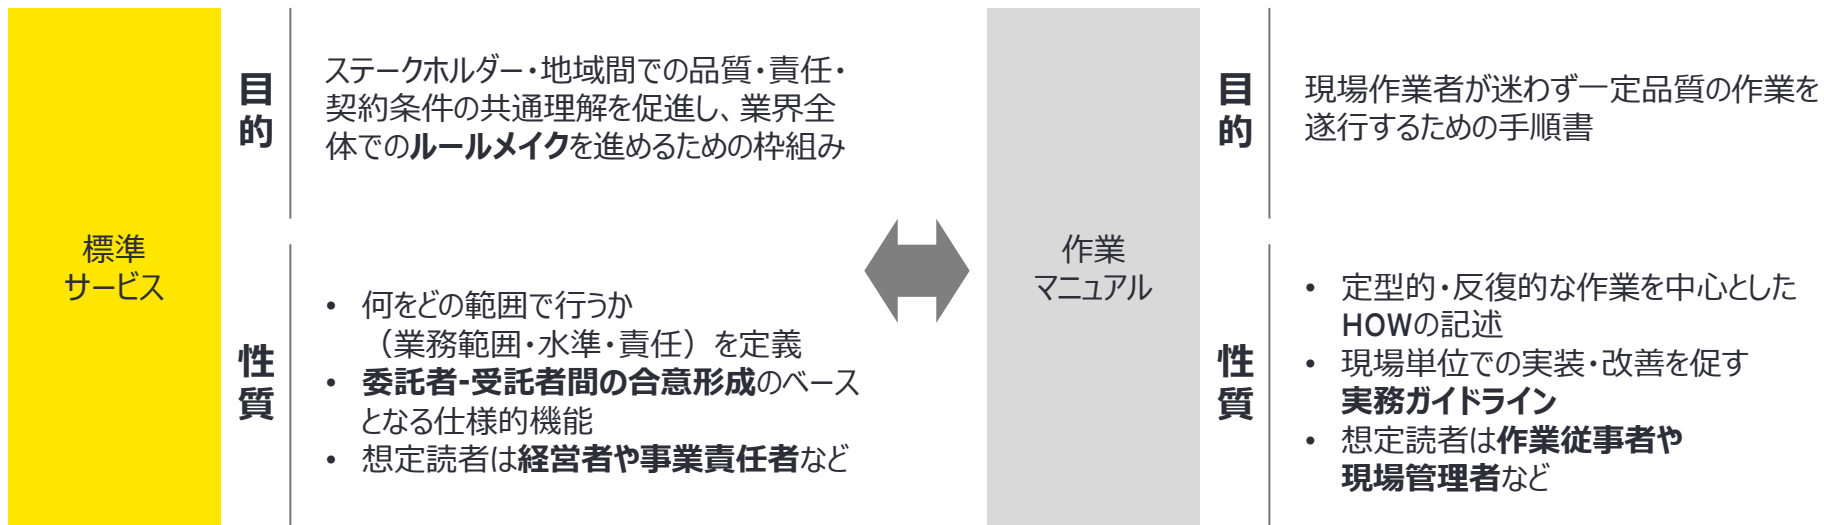 標準
サービス
目的
ステークホルダー・地域間での品質・責任・
契約条件の共通理解を促進し、業界全
体でのルールメイクを進めるための枠組み
性質
• 何をどの範囲で行うか
（業務範囲・水準・責任）を定義
• 委託者-受託者間の合意形成のベース
となる仕様的機能
• 想定読者は経営者や事業責任者など
作業
マニュアル
目的
現場作業者が迷わず一定品質の作業を
遂行するための手順書
性質
• 定型的・反復的な作業を中心とした
HOWの記述
• 現場単位での実装・改善を促す
実務ガイドライン
• 想定読者は作業従事者や
現場管理者など